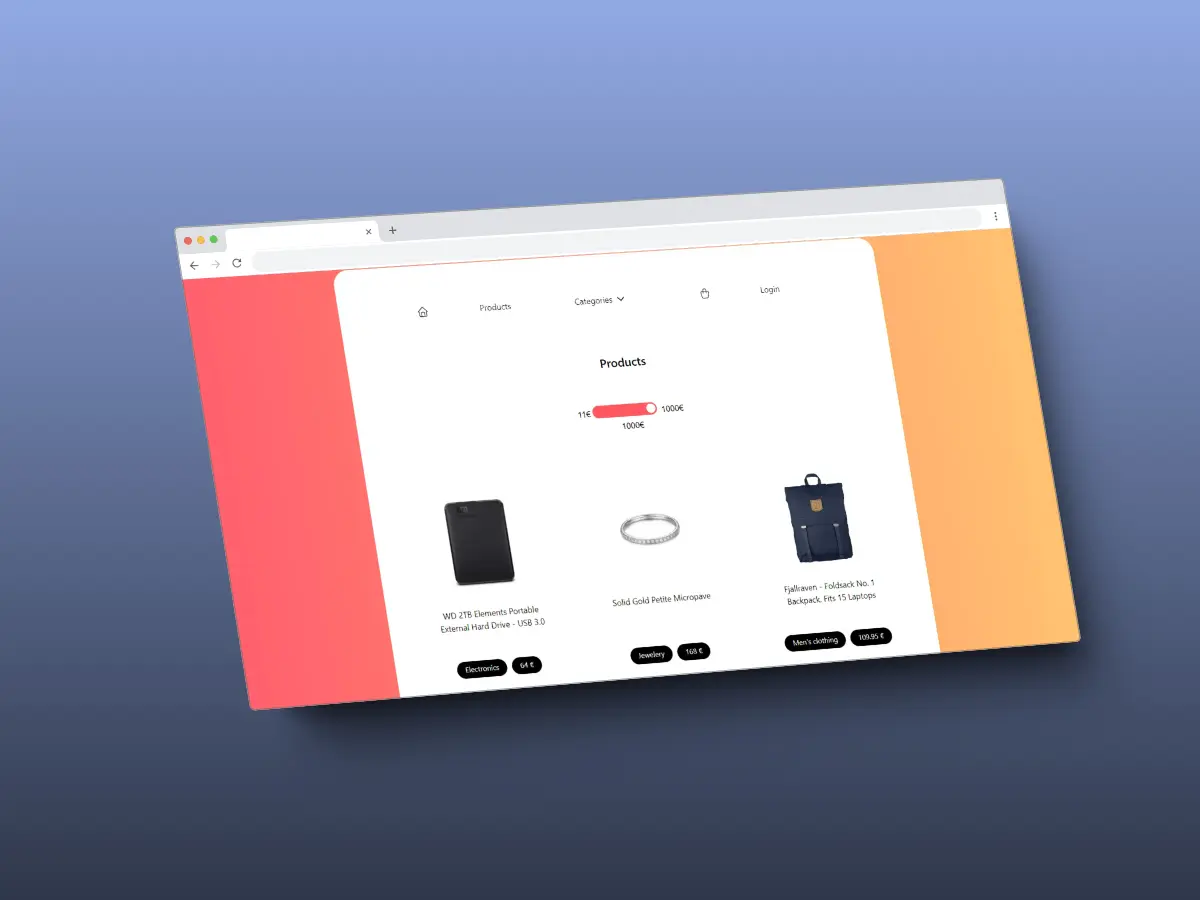 Products
Categories
Login
Products
11€
1000€
1000€
WD 2TB Elements Portable
External Hard Drive - USB 3.0
Electronics
64 €
Solid Gold Petite Micropave
Jewelery
168 €
Fjallraven - Foldsack No. 1
Backpack, Fits 15 Laptops
Men's clothing
109.95 €